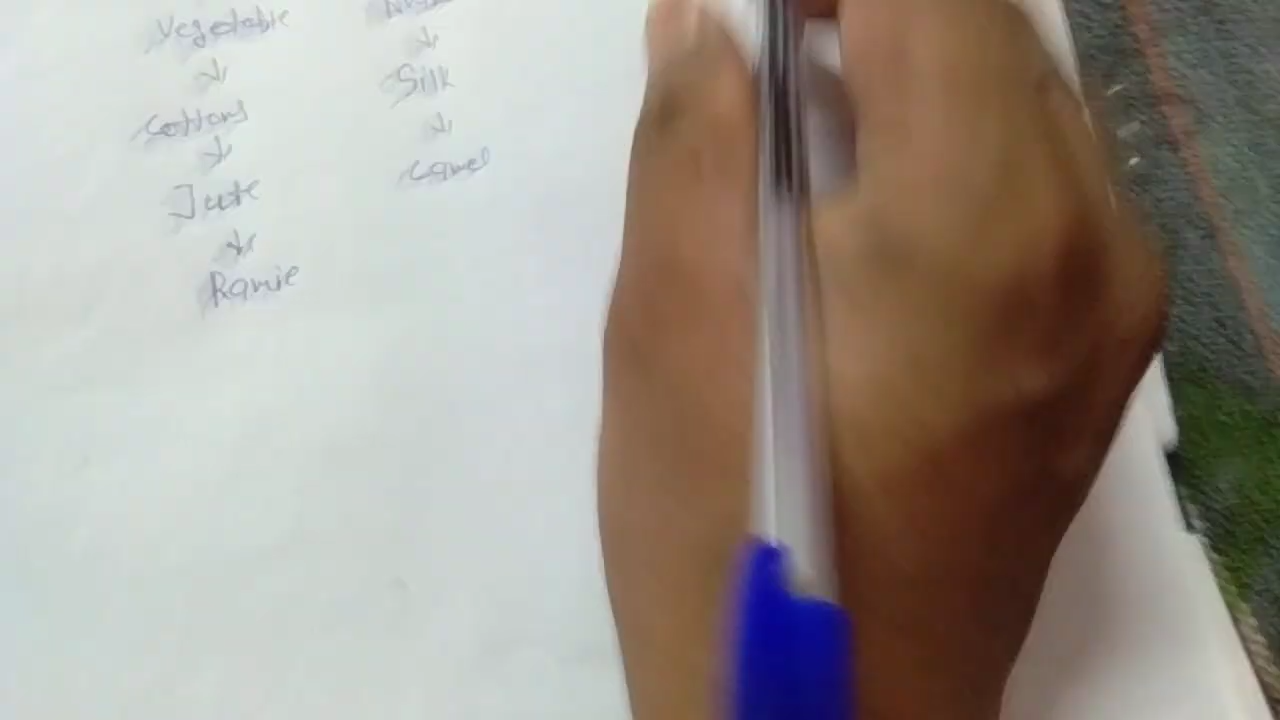 Vegetable
↓
Cotton
↓
Jute
↓
Ramie
↓
Silk
↓
Camel